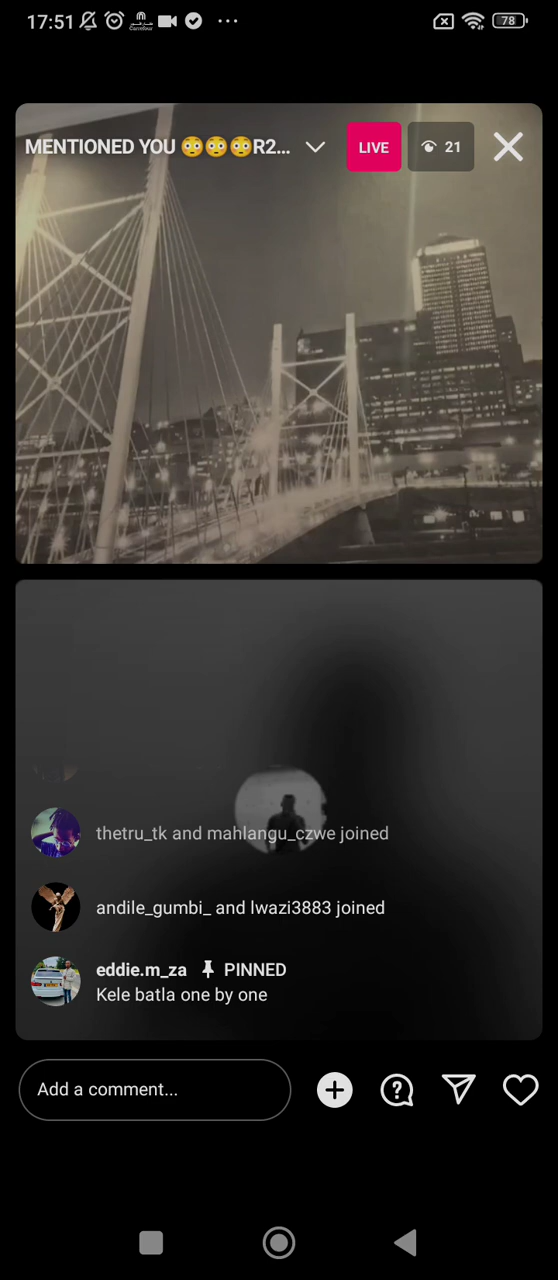 17:51
Carrefour
78
MENTIONED YOU 😳😳😳R2...
LIVE
21
thetru_tk and mahlangu_czwe joined
andile_gumbi_ and lwazi3883 joined
eddie.m_za PINNED
Kele batla one by one
Add a comment...